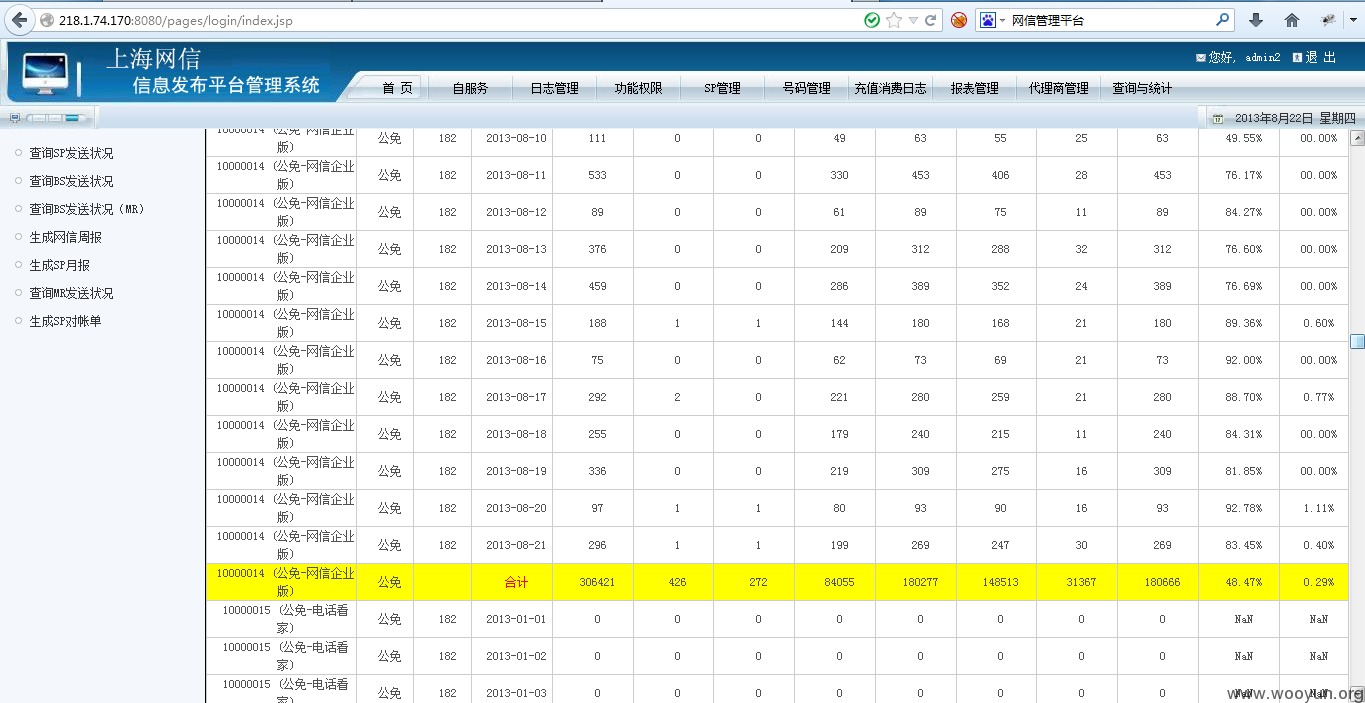 218.1.74.170:8080/pages/login/index.jsp
网信管理平台
上海网信
信息发布平台管理系统
您好, admin2 退 出
首 页 自服务 日志管理 功能权限 SP管理 号码管理 充值消费日志 报表管理 代理商管理 查询与统计
2013年8月22日 星期四
查询SP发送状况
查询BS发送状况
查询BS发送状况（MR）
生成网信周报
生成SP月报
查询MR发送状况
生成SP对帐单
10000014 (公免-网信企业版) 公免 182 2013-08-10 111 0 0 49 63 55 25 63 49.55% 00.00%
10000014 (公免-网信企业版) 公免 182 2013-08-11 533 0 0 330 453 406 28 453 76.17% 00.00%
10000014 (公免-网信企业版) 公免 182 2013-08-12 89 0 0 61 89 75 11 89 84.27% 00.00%
10000014 (公免-网信企业版) 公免 182 2013-08-13 376 0 0 209 312 288 32 312 76.60% 00.00%
10000014 (公免-网信企业版) 公免 182 2013-08-14 459 0 0 286 389 352 24 389 76.69% 00.00%
10000014 (公免-网信企业版) 公免 182 2013-08-15 188 1 1 144 180 168 21 180 89.36% 0.60%
10000014 (公免-网信企业版) 公免 182 2013-08-16 75 0 0 62 73 69 21 73 92.00% 00.00%
10000014 (公免-网信企业版) 公免 182 2013-08-17 292 2 0 221 280 259 21 280 88.70% 0.77%
10000014 (公免-网信企业版) 公免 182 2013-08-18 255 0 0 179 240 215 11 240 84.31% 00.00%
10000014 (公免-网信企业版) 公免 182 2013-08-19 336 0 0 219 309 275 16 309 81.85% 00.00%
10000014 (公免-网信企业版) 公免 182 2013-08-20 97 1 1 80 93 90 16 93 92.78% 1.11%
10000014 (公免-网信企业版) 公免 182 2013-08-21 296 1 1 199 269 247 30 269 83.45% 0.40%
10000014 (公免-网信企业版) 公免 合计 306421 426 272 84055 180277 148513 31367 180666 48.47% 0.29%
10000015 (公免-电话看家) 公免 182 2013-01-01 0 0 0 0 0 0 0 0 NaN NaN
10000015 (公免-电话看家) 公免 182 2013-01-02 0 0 0 0 0 0 0 0 NaN NaN
10000015 (公免-电话看家) 公免 182 2013-01-03 0 0 0 0 0 0 0 0 NaN NaN
www.wooyun.org